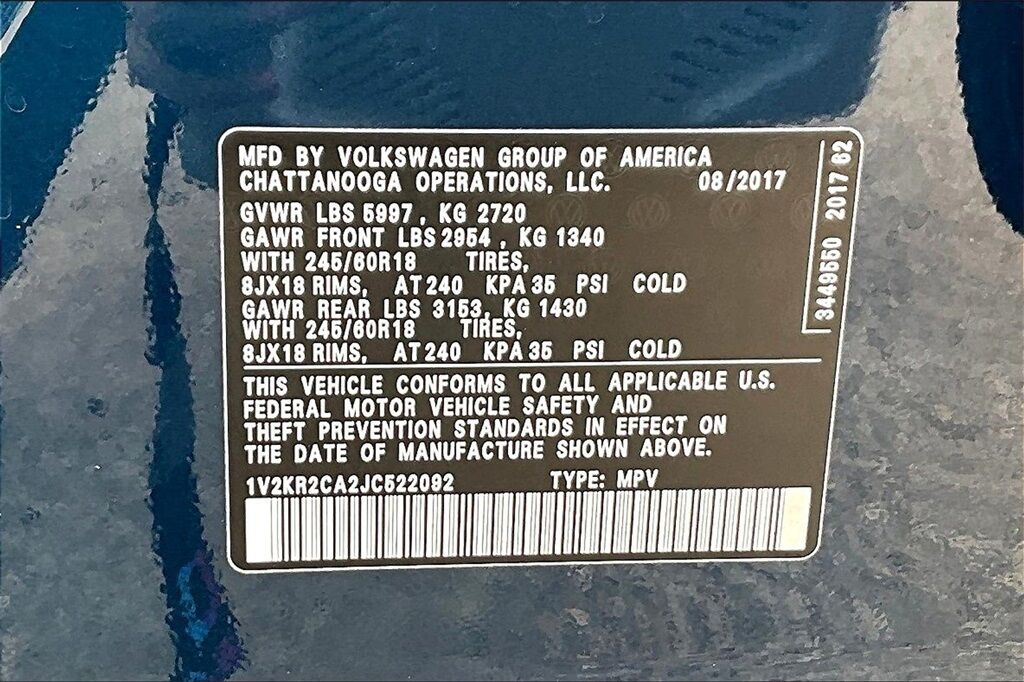 MFD BY VOLKSWAGEN GROUP OF AMERICA
CHATTANOOGA OPERATIONS, LLC. 08/2017
GVWR LBS 5997, KG 2720
GAWR FRONT LBS 2954, KG 1340
WITH 245/60R18 TIRES,
8JX18 RIMS, AT 240 KPA 35 PSI COLD
GAWR REAR LBS 3153, KG 1430
WITH 245/60R18 TIRES,
8JX18 RIMS, AT 240 KPA 35 PSI COLD
THIS VEHICLE CONFORMS TO ALL APPLICABLE U.S.
FEDERAL MOTOR VEHICLE SAFETY AND
THEFT PREVENTION STANDARDS IN EFFECT ON
THE DATE OF MANUFACTURE SHOWN ABOVE.
1V2KR2CA2JC522092 TYPE: MPV
3449550 2017 62